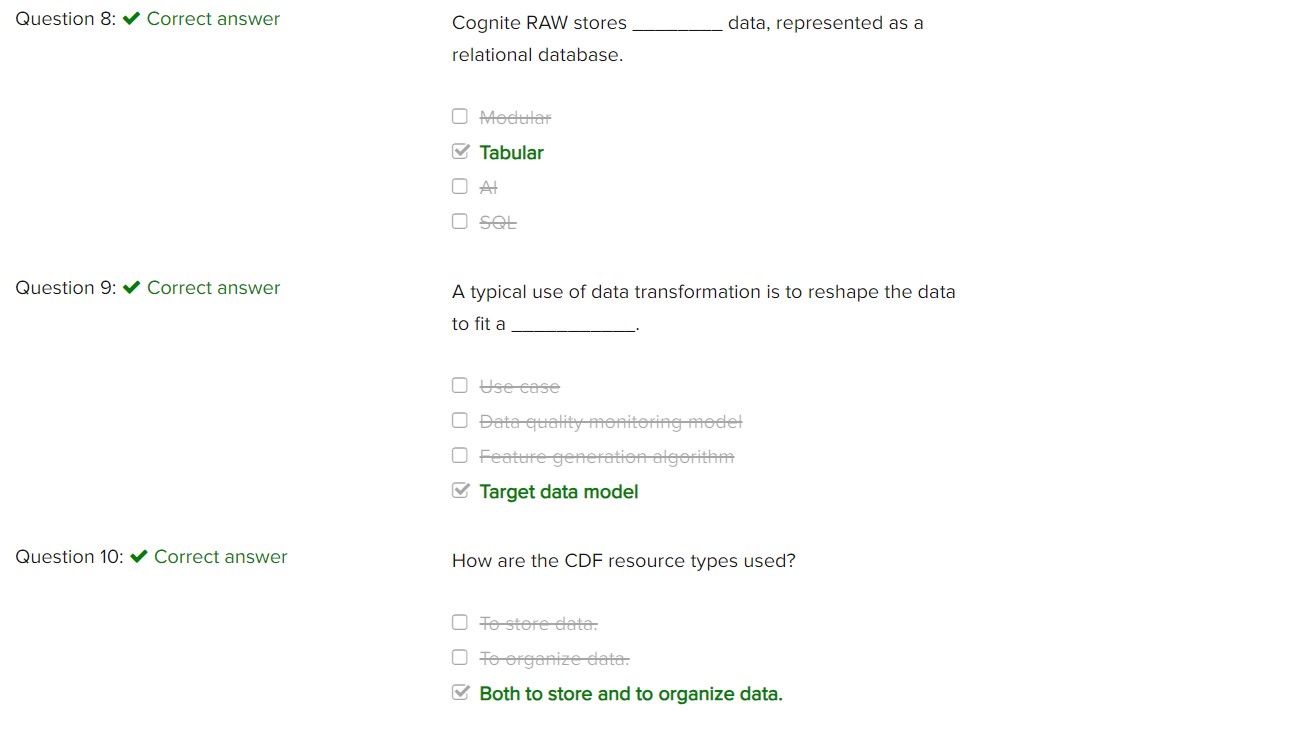 Question 8: ✔ Correct answer
Cognite RAW stores ________ data, represented as a
relational database.
Modular
Tabular
AI
SQL
Question 9: ✔ Correct answer
A typical use of data transformation is to reshape the data
to fit a ___________.
Use case
Data quality monitoring model
Feature generation algorithm
Target data model
Question 10: ✔ Correct answer
How are the CDF resource types used?
To store data.
To organize data.
Both to store and to organize data.